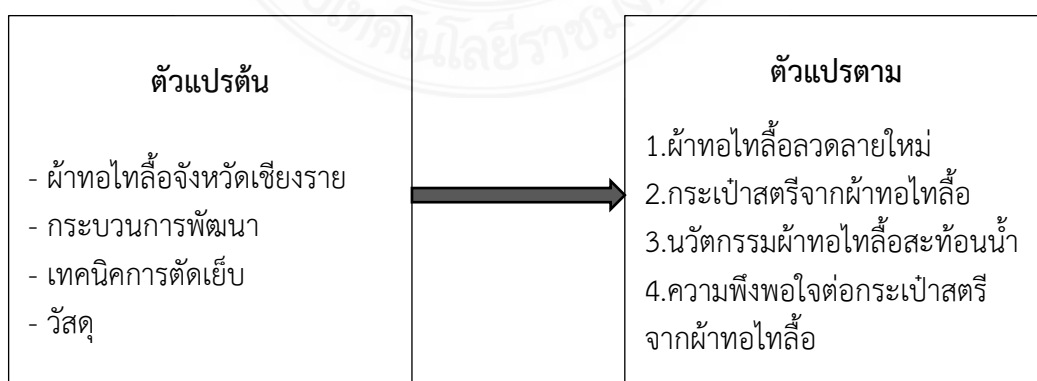 ตัวแปรต้น
- ผ้าทอไทลื้อจังหวัดเชียงราย
- กระบวนการพัฒนา
- เทคนิคการตัดเย็บ
- วัสดุ
ตัวแปรตาม
1.ผ้าทอไทลื้อลวดลายใหม่
2.กระเป๋าสตรีจากผ้าทอไทลื้อ
3.นวัตกรรมผ้าทอไทลื้อสะท้อนน้ำ
4.ความพึงพอใจต่อกระเป๋าสตรี
จากผ้าทอไทลื้อ